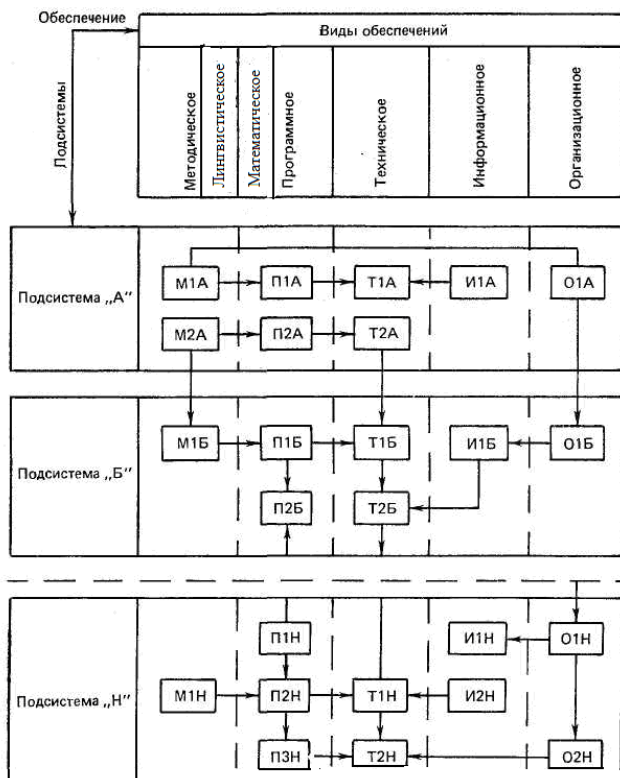 Обеспечение
Виды обеспечений
Подсистемы
Методическое
Лингвистическое
Математическое
Программное
Техническое
Информационное
Организационное
Подсистема „А"
М1А
П1А
Т1А
И1А
О1А
М2А
П2А
Т2А
Подсистема „Б"
М1Б
П1Б
Т1Б
И1Б
О1Б
П2Б
Т2Б
Подсистема „Н"
П1Н
И1Н
О1Н
М1Н
П2Н
Т1Н
И2Н
П3Н
Т2Н
О2Н